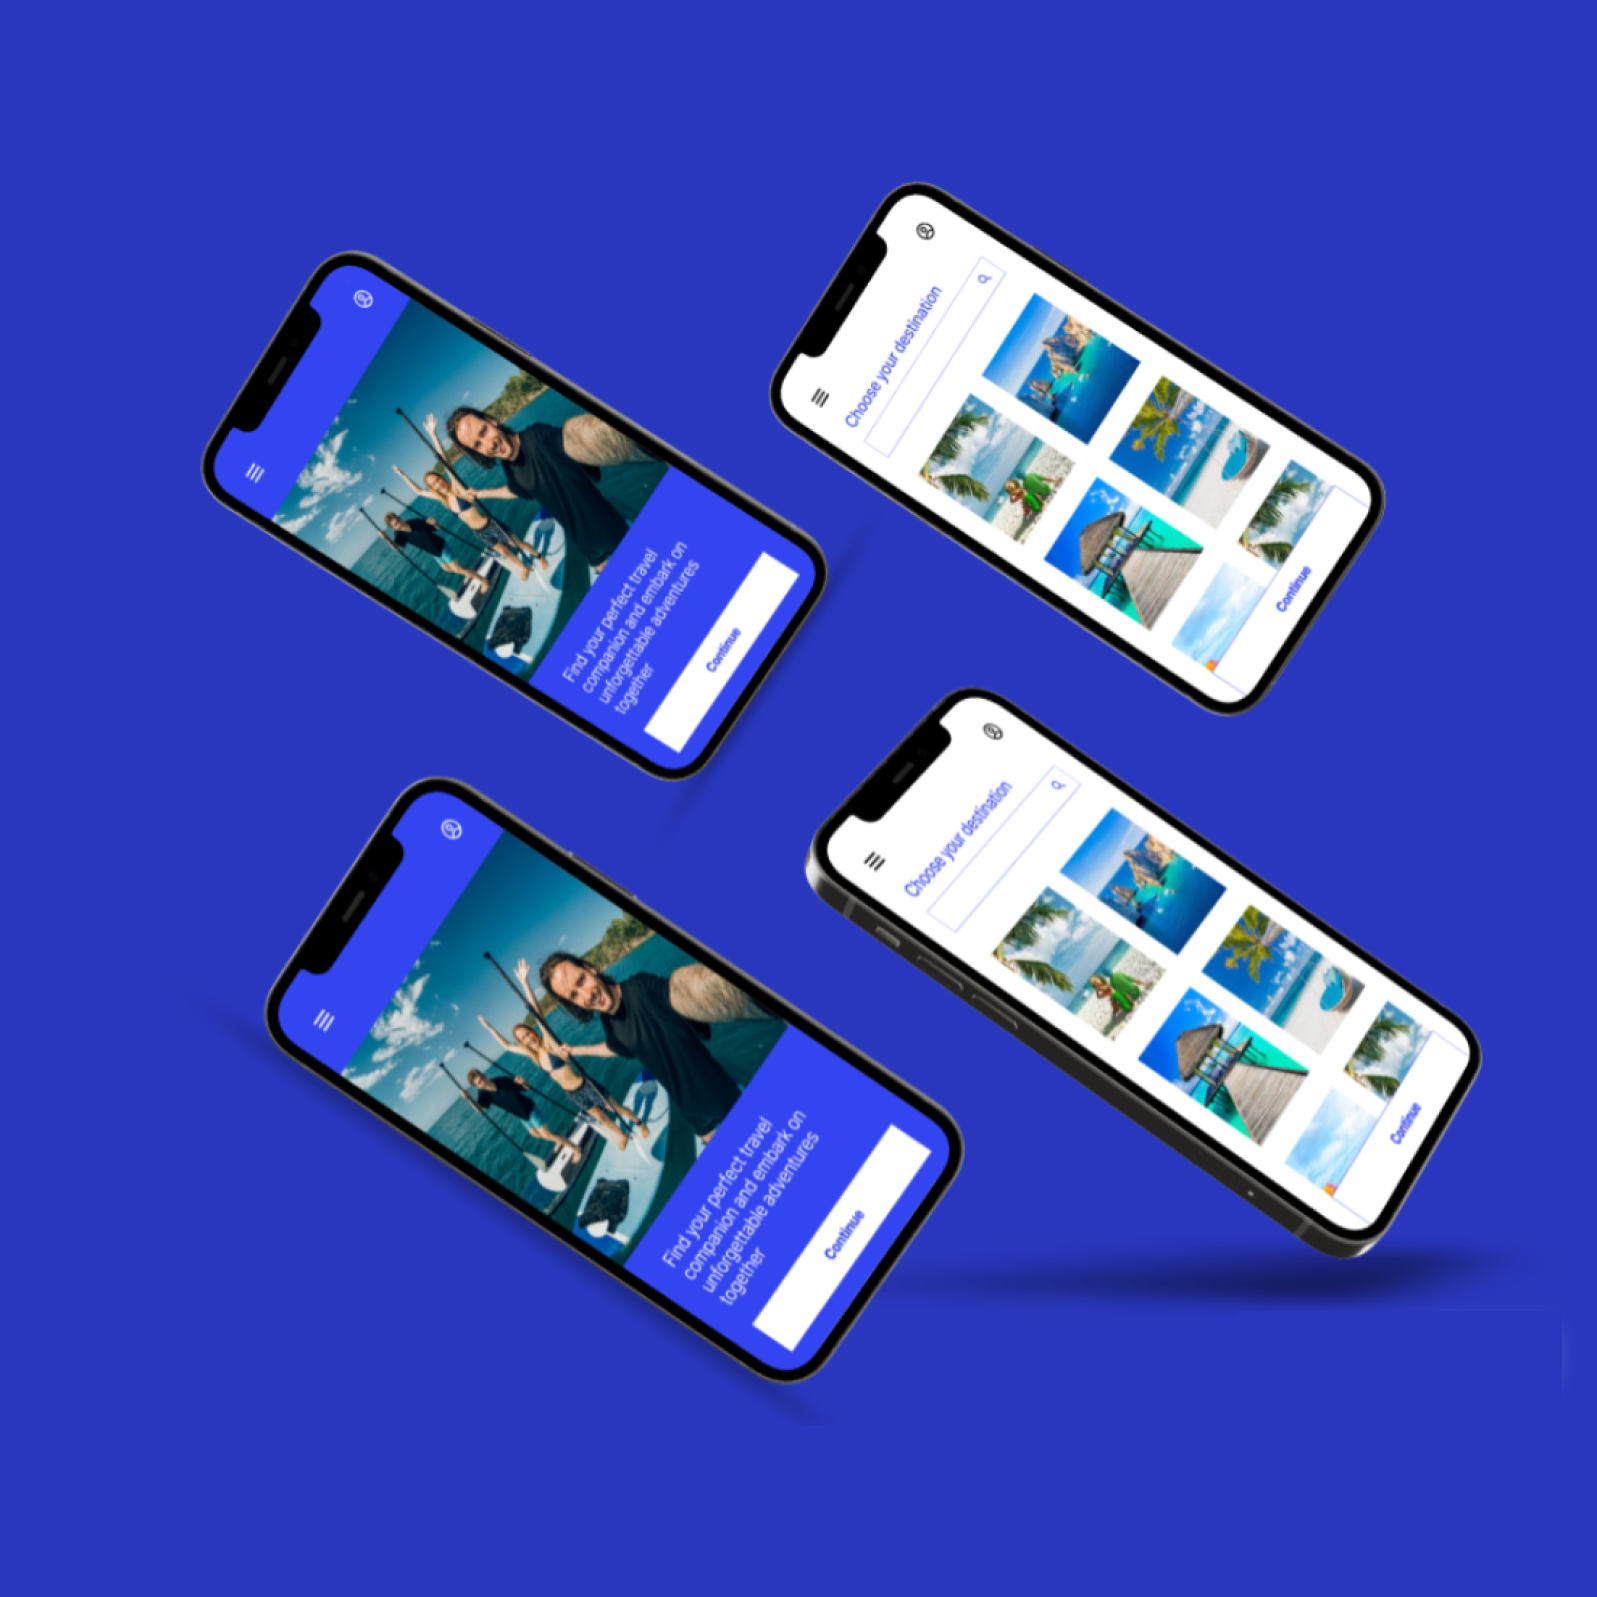 Find your perfect travel
companion and embark on
unforgettable adventures
together
Continue
Choose your destination
Continue
Find your perfect travel
companion and embark on
unforgettable adventures
together
Continue
Choose your destination
Continue